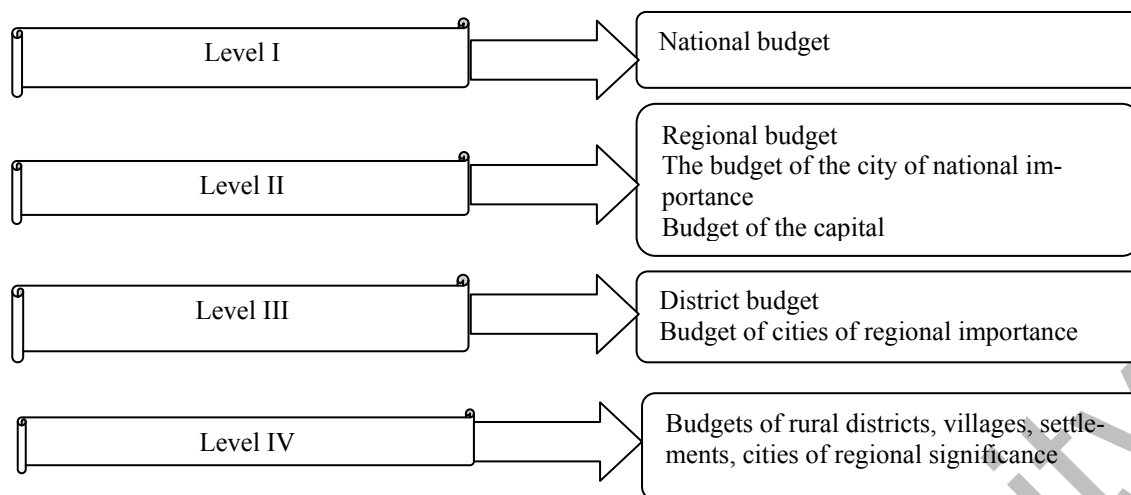 Level I
National budget
Level II
Regional budget
The budget of the city of national im-
portance
Budget of the capital
Level III
District budget
Budget of cities of regional importance
Level IV
Budgets of rural districts, villages, settle-
ments, cities of regional significance